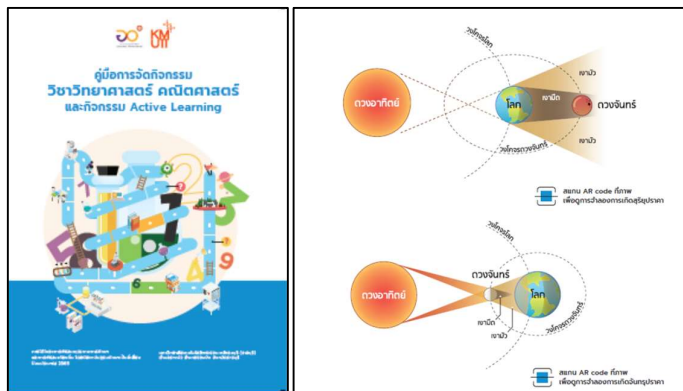 KM
UTT
คู่มือการจัดกิจกรรม
วิชาวิทยาศาสตร์ คณิตศาสตร์
และกิจกรรม Active Learning
วงโคจรโลก
เงามัว
ดวงอาทิตย์
โลก
เงามืด
ดวงจันทร์
เงามัว
วงโคจรดวงจันทร์
สแกน AR code ที่ภาพ
เพื่อดูการจำลองการเกิดสุริยุปราคา
วงโคจรโลก
ดวงจันทร์
ดวงอาทิตย์
โลก
เงามืด
เงามัว
วงโคจรดวงจันทร์
สแกน AR code ที่ภาพ
เพื่อดูการจำลองการเกิดจันทรุปราคา